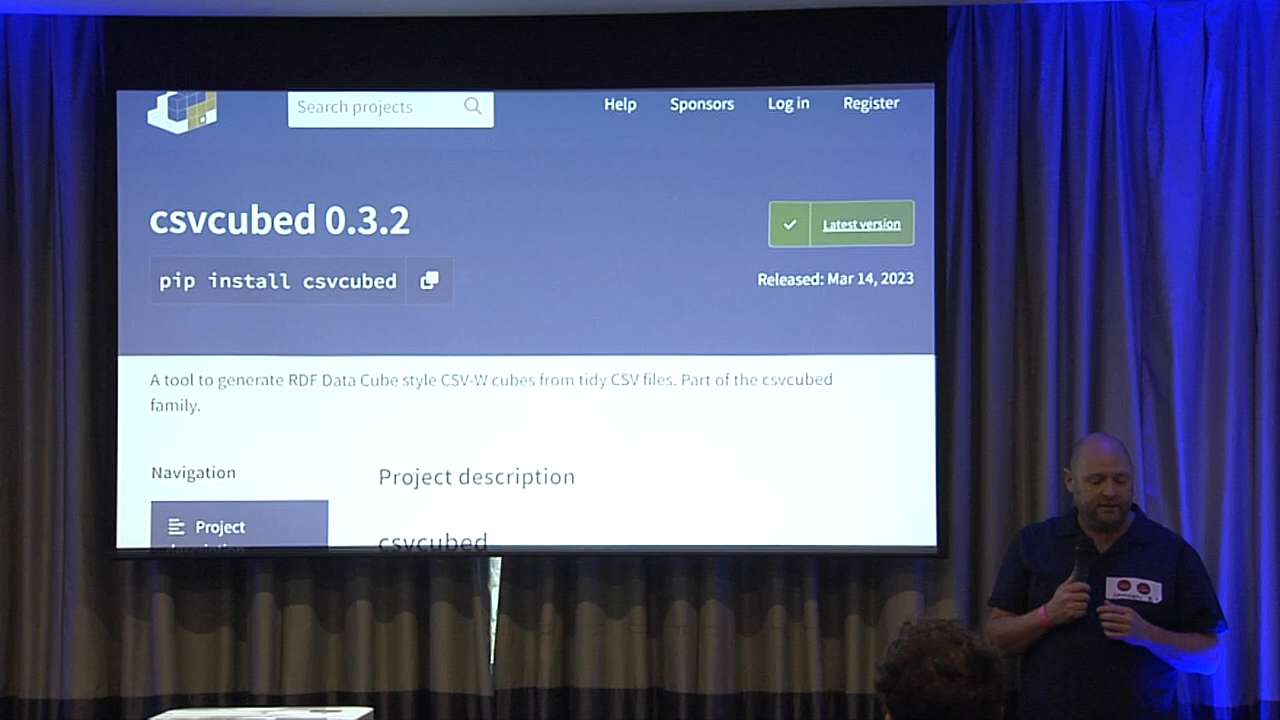 Search projects
Help Sponsors Log in Register
csvcubed 0.3.2
Latest version
pip install csvcubed
Released: Mar 14, 2023
A tool to generate RDF Data Cube style CSV-W cubes from tidy CSV files. Part of the csvcubed
family.
Navigation
Project description
Project
csvcubed